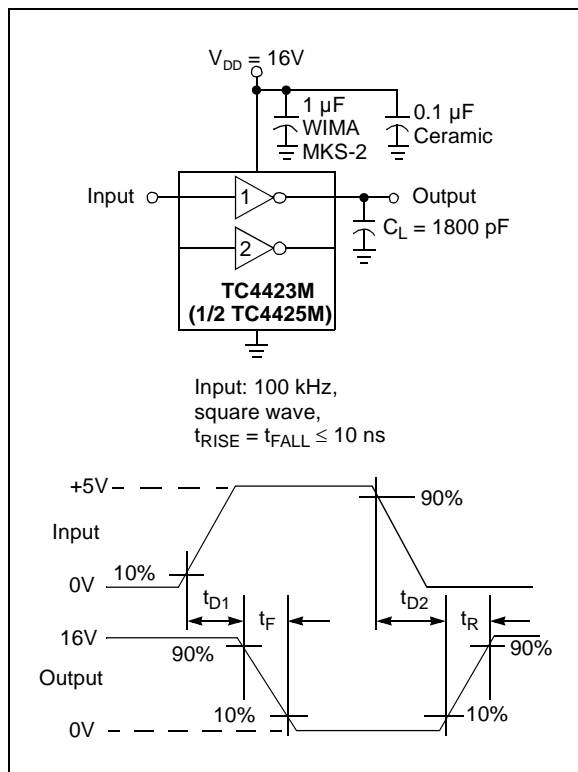 V_DD = 16V
1 µF
WIMA
MKS-2
0.1 µF
Ceramic
Input
1
Output
C_L = 1800 pF
2
TC4423M
(1/2 TC4425M)
Input: 100 kHz,
square wave,
t_RISE = t_FALL ≤ 10 ns
+5V
90%
Input
10%
0V
t_D1
t_F
t_D2
t_R
16V
90%
90%
Output
10%
10%
0V